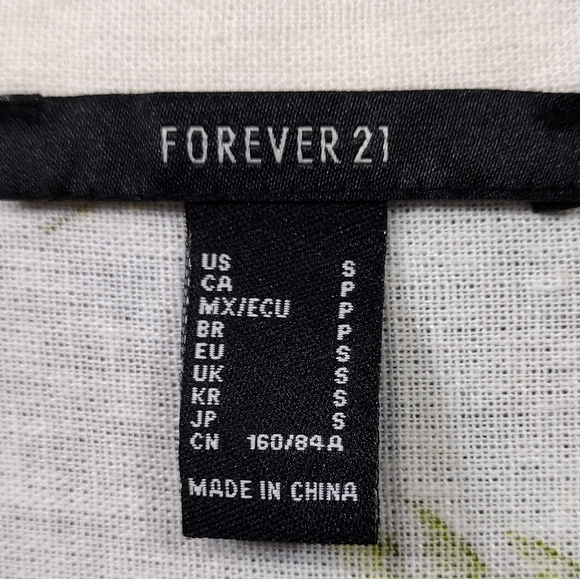 FOREVER 21
US S
CA P
MX/ECU P
BR P
EU S
UK S
KR S
JP S
CN 160/84A
MADE IN CHINA